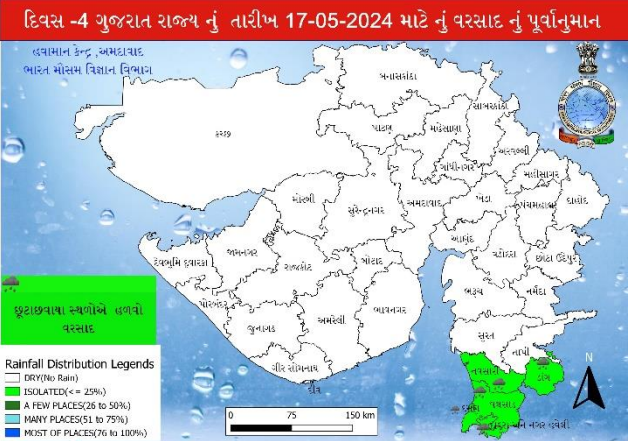 દિવસ -4 ગુજરાત રાજ્ય નું તારીખ 17-05-2024 માટે નું વરસાદ નું પૂર્વાનુમાન
હવામાન કેન્દ્ર ,અમદાવાદ
ભારત મૌસમ વિજ્ઞાન વિભાગ
બનાસકાંઠા
સાબરકાંઠા
પાટણ
મહેસાણા
કચ્છ
અરવલ્લી
ગાંધીનગર
મહીસાગર
મોરબી
સુરેન્દ્રનગર
અમદાવાદ
ખેડા
પંચમહાલ
દાહોદ
જામનગર
આણંદ
વડોદરા
છોટા ઉદેપુર
દેવભુમિ દ્વારકા
રાજકોટ
બોટાદ
પોરબંદર
ભરૂચ
નર્મદા
જુનાગઢ
અમરેલી
ભાવનગર
સુરત
તાપી
ગીર સોમનાથ
દીવ
છૂટાછવાયા સ્થળોએ હળવો
વરસાદ
Rainfall Distribution Legends
DRY(No Rain)
ISOLATED(<= 25%)
A FEW PLACES(26 to 50%)
MANY PLACES(51 to 75%)
MOST OF PLACES(76 to 100%)
0 75 150 km
N
નવસારી
ડાંગ
વલસાડ
દમણ
નગર હવેલી